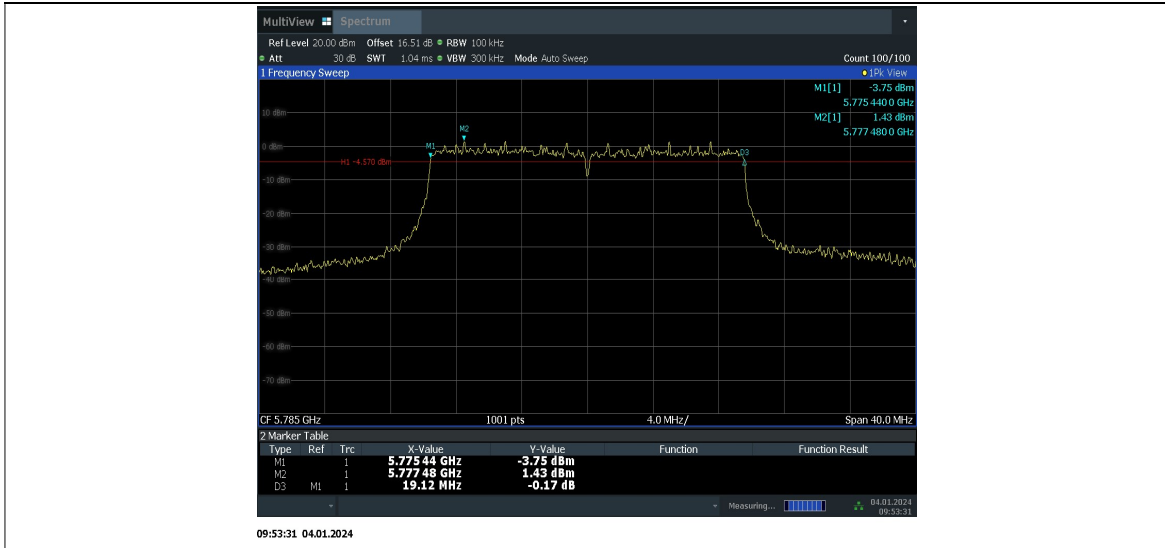 MultiView Spectrum
Ref Level 20.00 dBm Offset 16.51 dB RBW 100 kHz
Att 30 dB SWT 1.04 ms VBW 300 kHz Mode Auto Sweep Count 100/100
1 Frequency Sweep 1Pk View
M1[1] -3.75 dBm
5.775 440 0 GHz
M2[1] 1.43 dBm
5.777 480 0 GHz
10 dBm
M2
0 dBm
M1
D3
H1 -4.570 dBm
-10 dBm
-20 dBm
-30 dBm
-40 dBm
-50 dBm
-60 dBm
-70 dBm
CF 5.785 GHz 1001 pts 4.0 MHz/ Span 40.0 MHz
2 Marker Table
Type Ref Trc X-Value Y-Value Function Function Result
M1 1 5.775 44 GHz -3.75 dBm
M2 1 5.777 48 GHz 1.43 dBm
D3 M1 1 19.12 MHz -0.17 dB
Measuring... 04.01.2024
09:53:31
09:53:31 04.01.2024